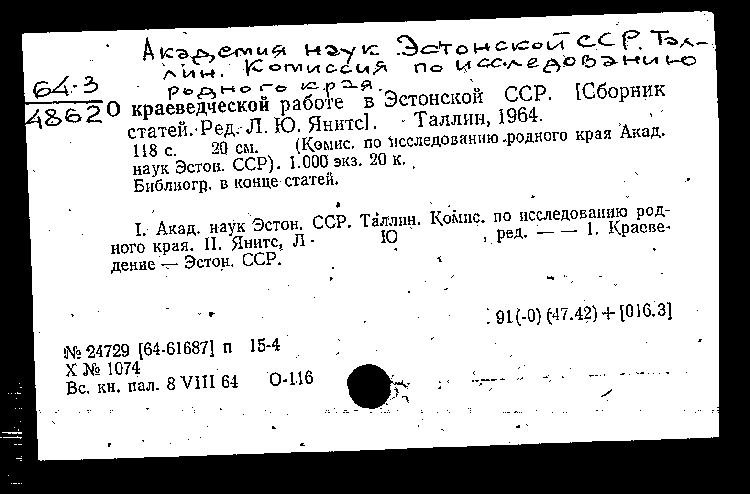 Академия наук Эстонской ССР. Тал-
лин. Комиссия по исследованию
родного края.
64-3
4862
О краеведческой работе в Эстонской ССР. [Сборник
статей. Ред. Л. Ю. Янитс]. Таллин, 1964.
118 с. 20 см. (Комис. по исследованию родного края Акад.
наук Эстон. ССР). 1.000 экз. 20 к.
Библиогр. в конце статей.
I. Акад. наук Эстон. ССР. Таллин. Комис. по исследованию род-
ного края. II. Янитс, Л Ю , ред. — — 1. Краеве-
дение — Эстон. ССР.
91(-0) (47.42) + [016.3]
№ 24729 [64-61687] п 15-4
Х № 1074
Вс. кн. пал. 8 VIII 64 О-116